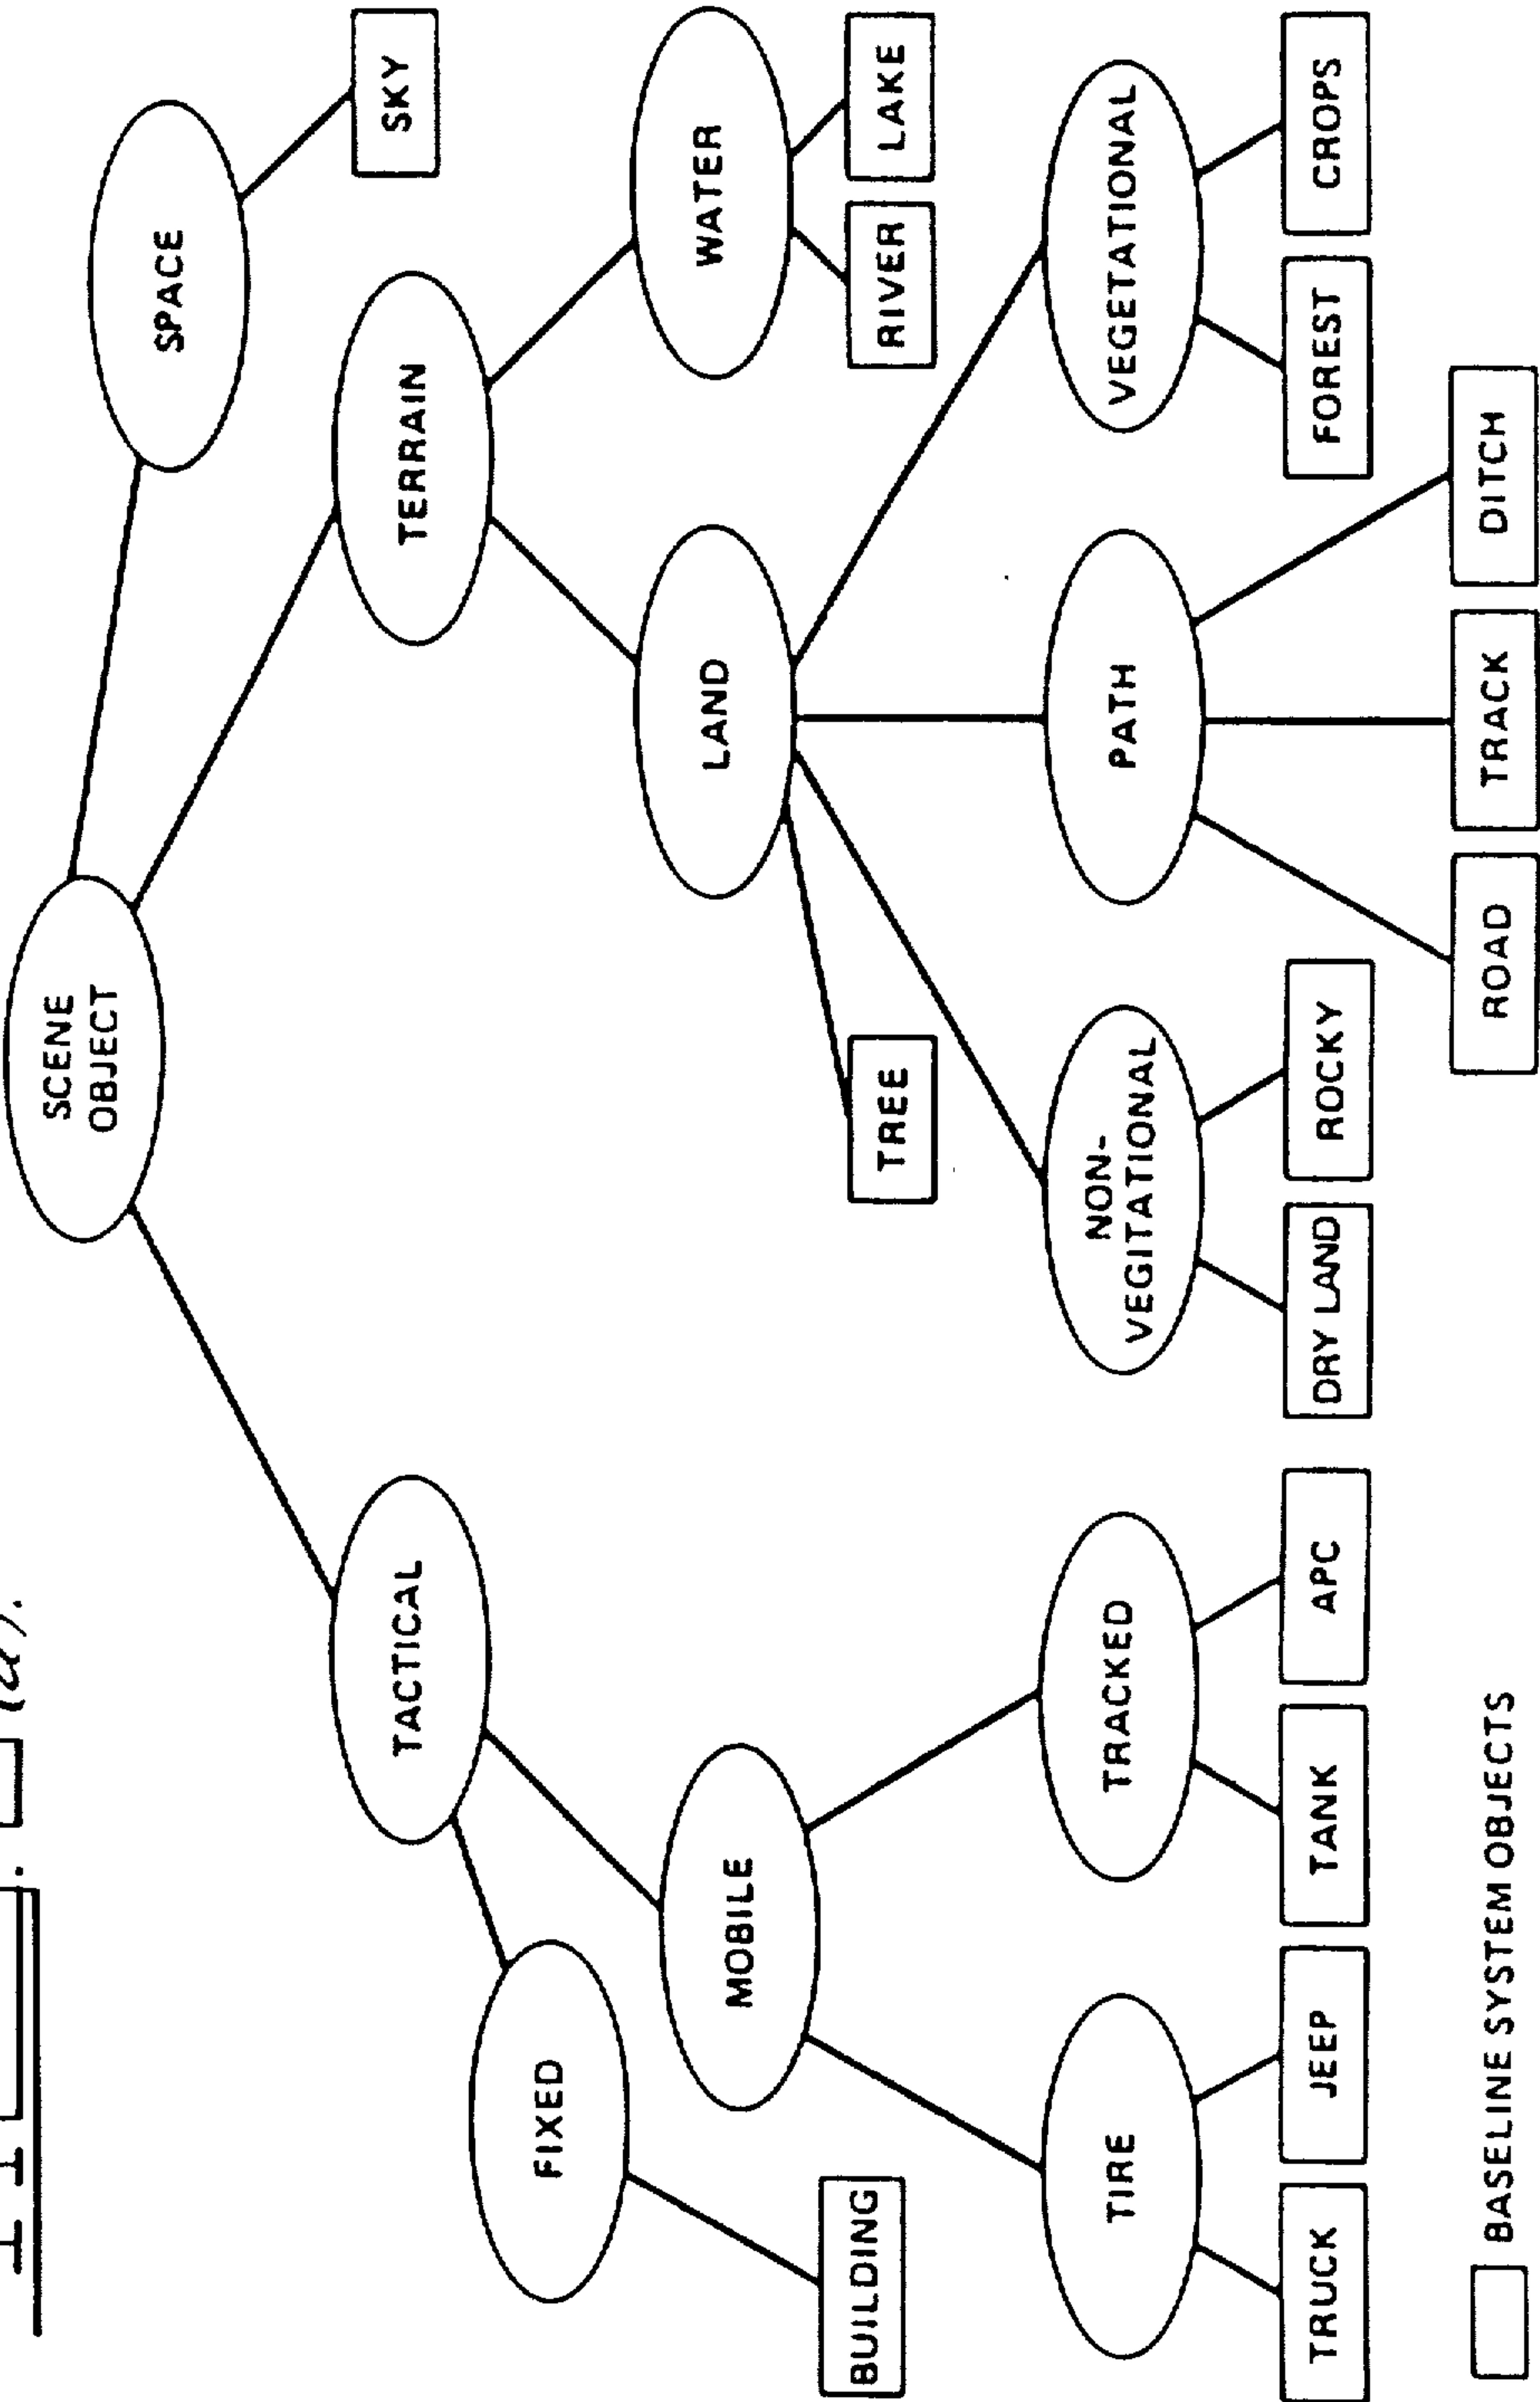 SCENE
OBJECT
SPACE
SKY
TACTICAL
TERRAIN
FIXED
MOBILE
LAND
WATER
BUILDING
TREE
RIVER
LAKE
TIRE
TRACKED
NON-
VEGITATIONAL
PATH
VEGETATIONAL
TRUCK
JEEP
TANK
APC
DRY LAND
ROCKY
FOREST
CROPS
ROAD
TRACK
DITCH
BASELINE SYSTEM OBJECTS